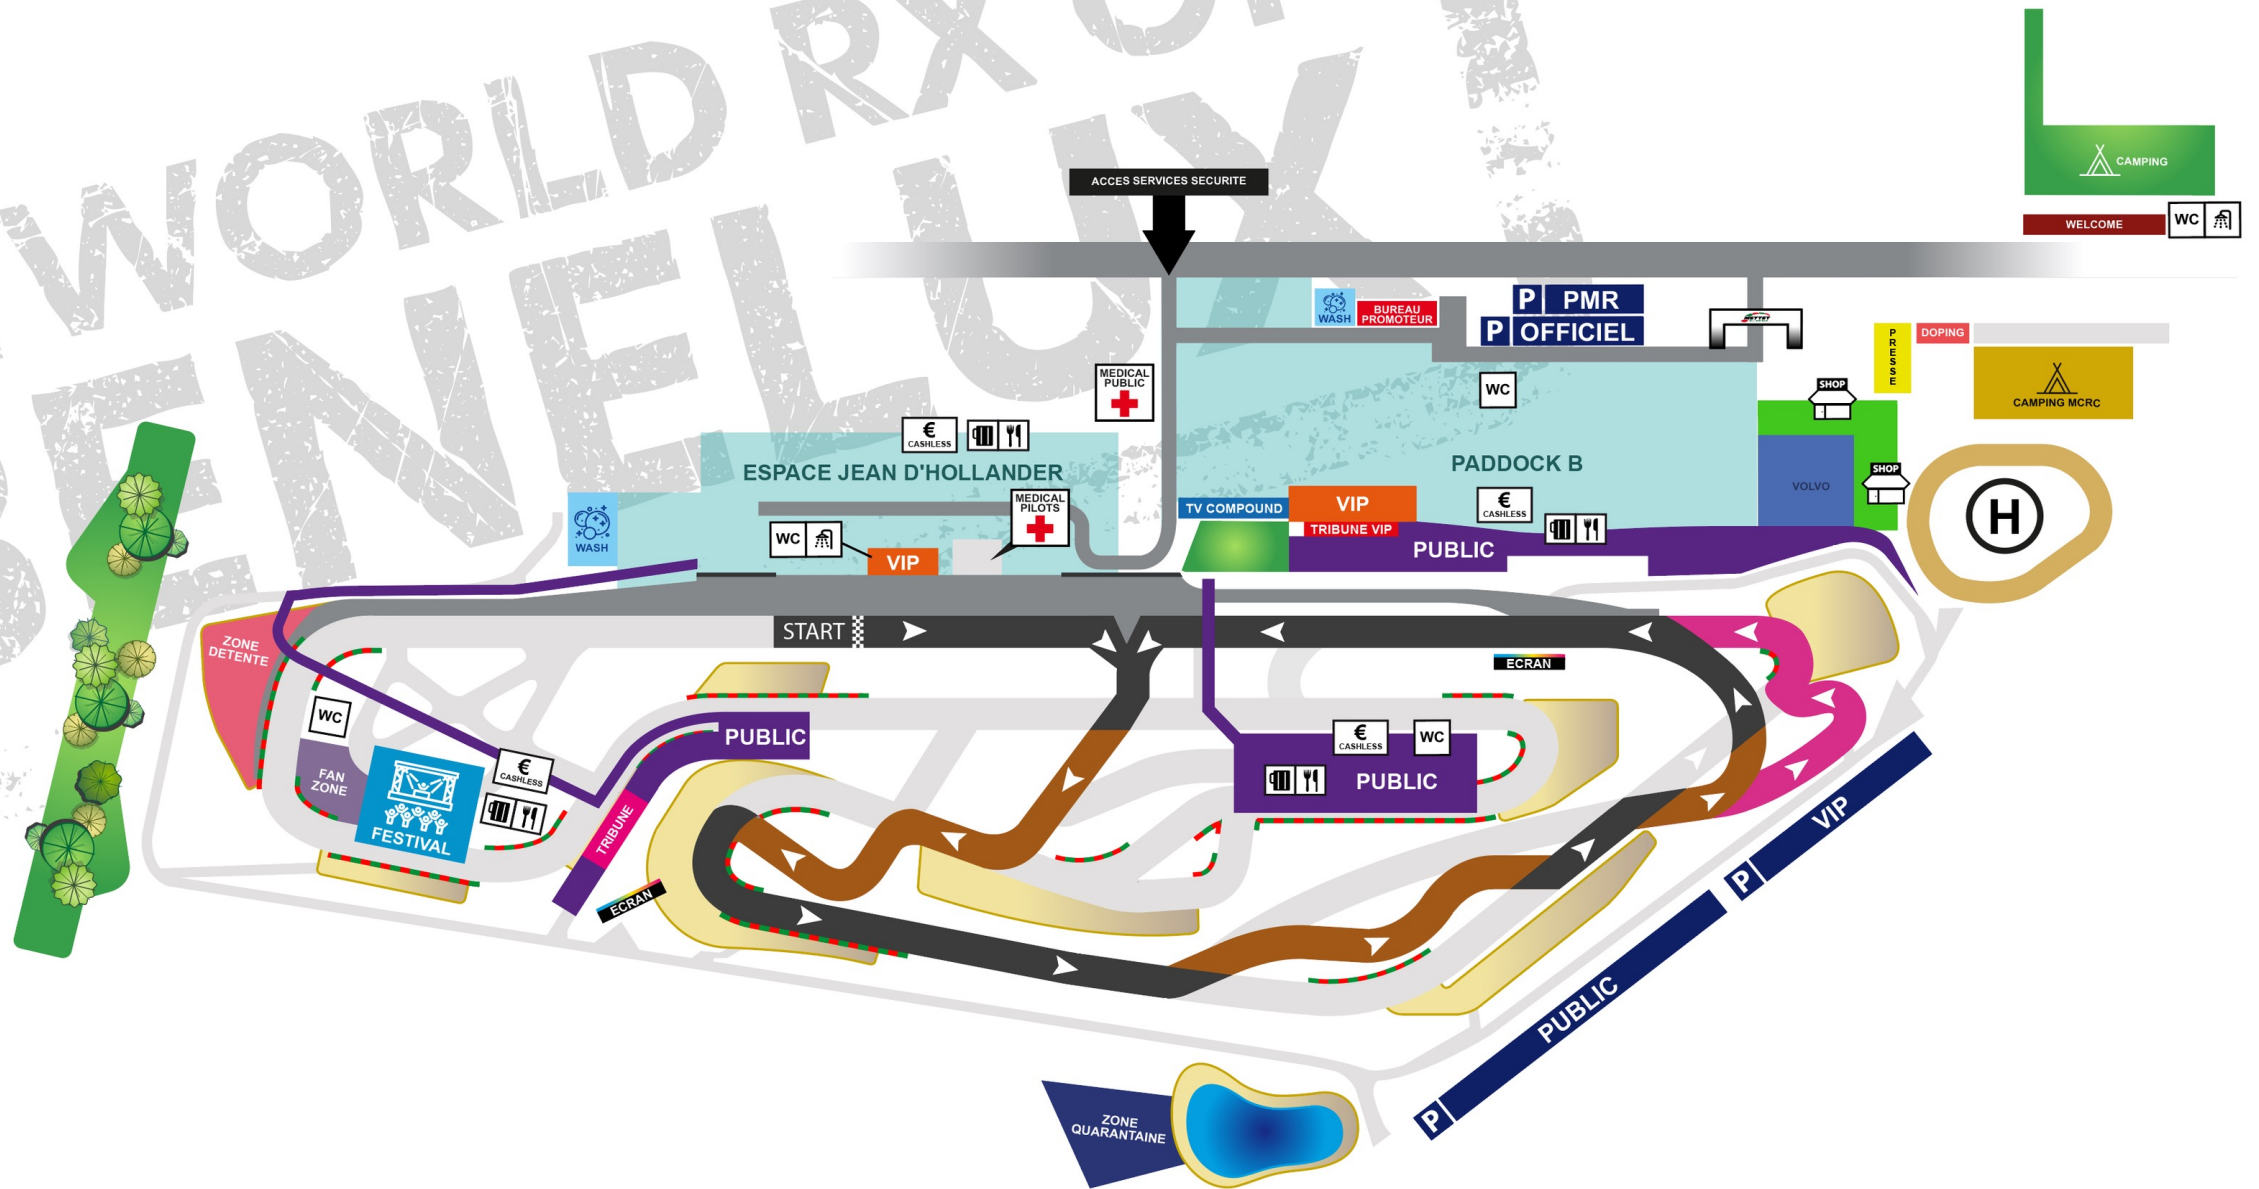 WORLD RX OF
BENELUX
ACCES SERVICES SECURITE
CAMPING
WELCOME
WC
WASH
BUREAU
PROMOTEUR
P PMR
P OFFICIEL
PRESSE
DOPING
CAMPING MCRC
MEDICAL
PUBLIC
WC
SHOP
€
CASHLESS
ESPACE JEAN D'HOLLANDER
PADDOCK B
SHOP
VOLVO
H
MEDICAL
PILOTS
TV COMPOUND
VIP
€
CASHLESS
TRIBUNE VIP
WASH
WC
VIP
PUBLIC
START
ZONE
DETENTE
ECRAN
WC
PUBLIC
€
CASHLESS
WC
PUBLIC
FAN
ZONE
FESTIVAL
€
CASHLESS
TRIBUNE
ECRAN
P VIP
P PUBLIC
ZONE
QUARANTAINE